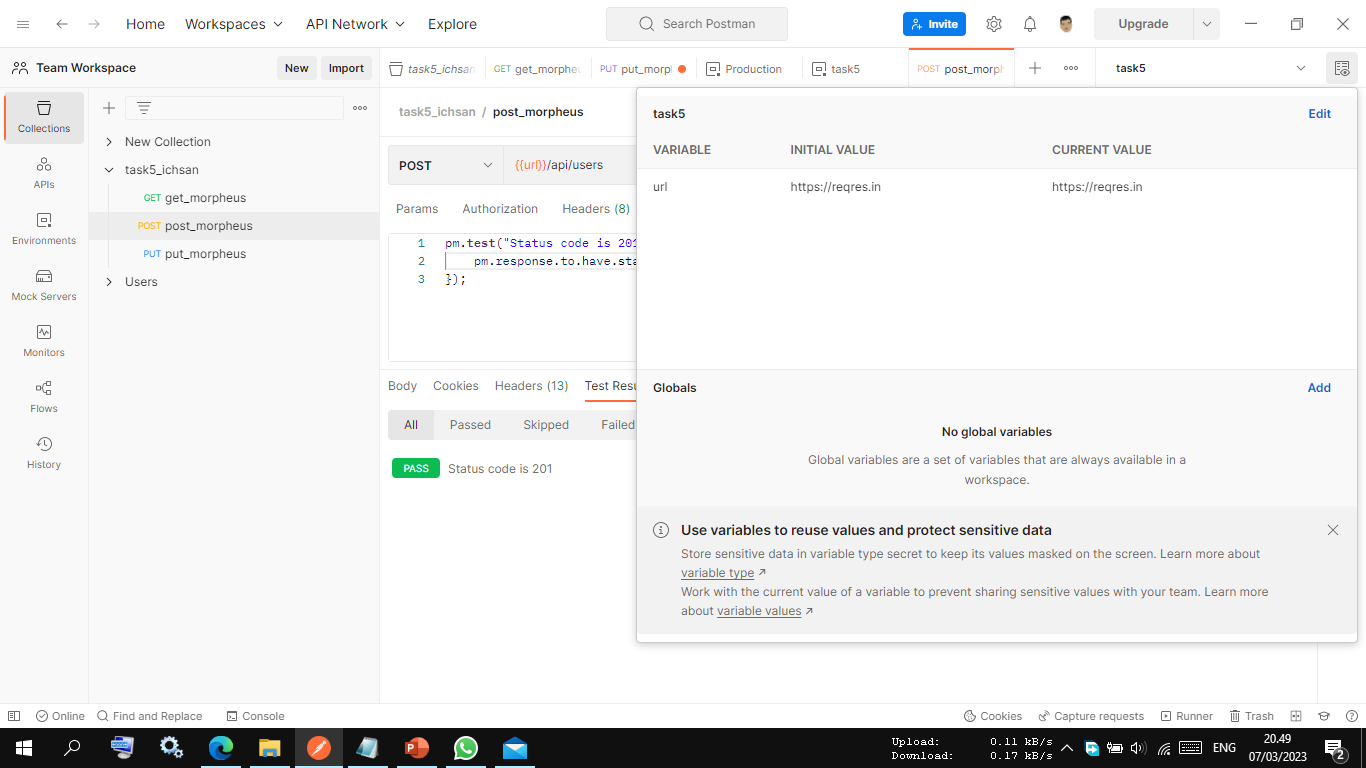 Home Workspaces API Network Explore Search Postman Invite Upgrade
Team Workspace New Import
task5_ichsan GET get_morpheu PUT put_morpl Production task5 POST post_morph task5
Collections
APIs
Environments
Mock Servers
Monitors
Flows
History
New Collection
task5_ichsan
GET get_morpheus
POST post_morpheus
PUT put_morpheus
Users
task5_ichsan / post_morpheus
POST {{url}}/api/users
Params Authorization Headers (8)
1 pm.test("Status code is 201
2 pm.response.to.have.sta
3 });
Body Cookies Headers (13) Test Resu
All Passed Skipped Failed
PASS Status code is 201
task5 Edit
VARIABLE INITIAL VALUE CURRENT VALUE
url https://reqres.in https://reqres.in
Globals Add
No global variables
Global variables are a set of variables that are always available in a
workspace.
Use variables to reuse values and protect sensitive data
Store sensitive data in variable type secret to keep its values masked on the screen. Learn more about
variable type ↗
Work with the current value of a variable to prevent sharing sensitive values with your team. Learn more
about variable values ↗
Online Find and Replace Console Cookies Capture requests Runner Trash
Upload: 0.11 kB/s
Download: 0.17 kB/s
ENG
20.49
07/03/2023
2